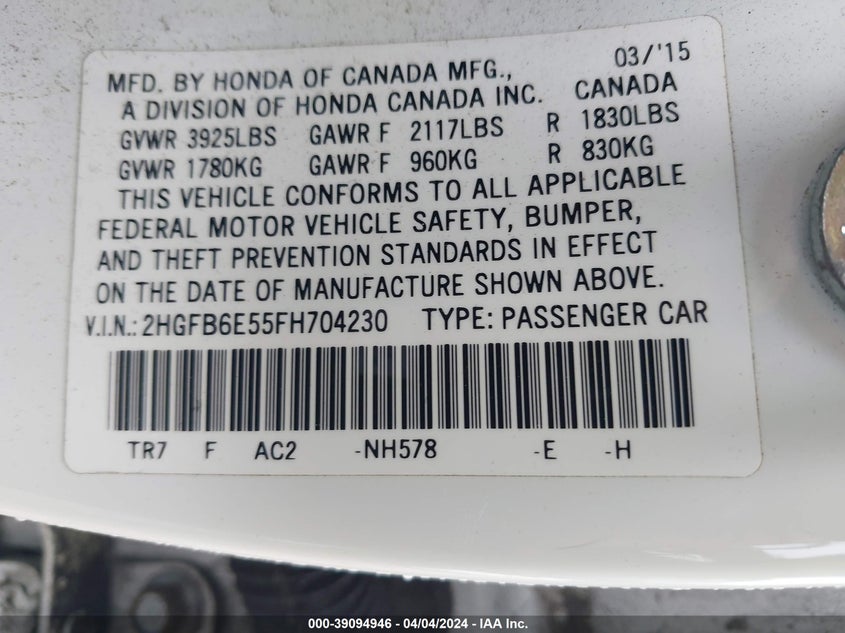 03/'15
MFD. BY HONDA OF CANADA MFG.,
A DIVISION OF HONDA CANADA INC. CANADA
GVWR 3925LBS GAWR F 2117LBS R 1830LBS
GVWR 1780KG GAWR F 960KG R 830KG
THIS VEHICLE CONFORMS TO ALL APPLICABLE
FEDERAL MOTOR VEHICLE SAFETY, BUMPER,
AND THEFT PREVENTION STANDARDS IN EFFECT
ON THE DATE OF MANUFACTURE SHOWN ABOVE.
V.I.N.: 2HGFB6E55FH704230 TYPE: PASSENGER CAR
TR7 F AC2 -NH578 -E -H
000-39094946 - 04/04/2024 - IAA Inc.